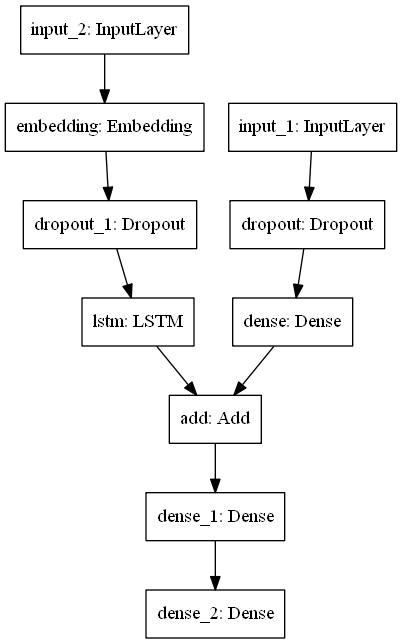 input_2: InputLayer
embedding: Embedding
input_1: InputLayer
dropout_1: Dropout
dropout: Dropout
lstm: LSTM
dense: Dense
add: Add
dense_1: Dense
dense_2: Dense